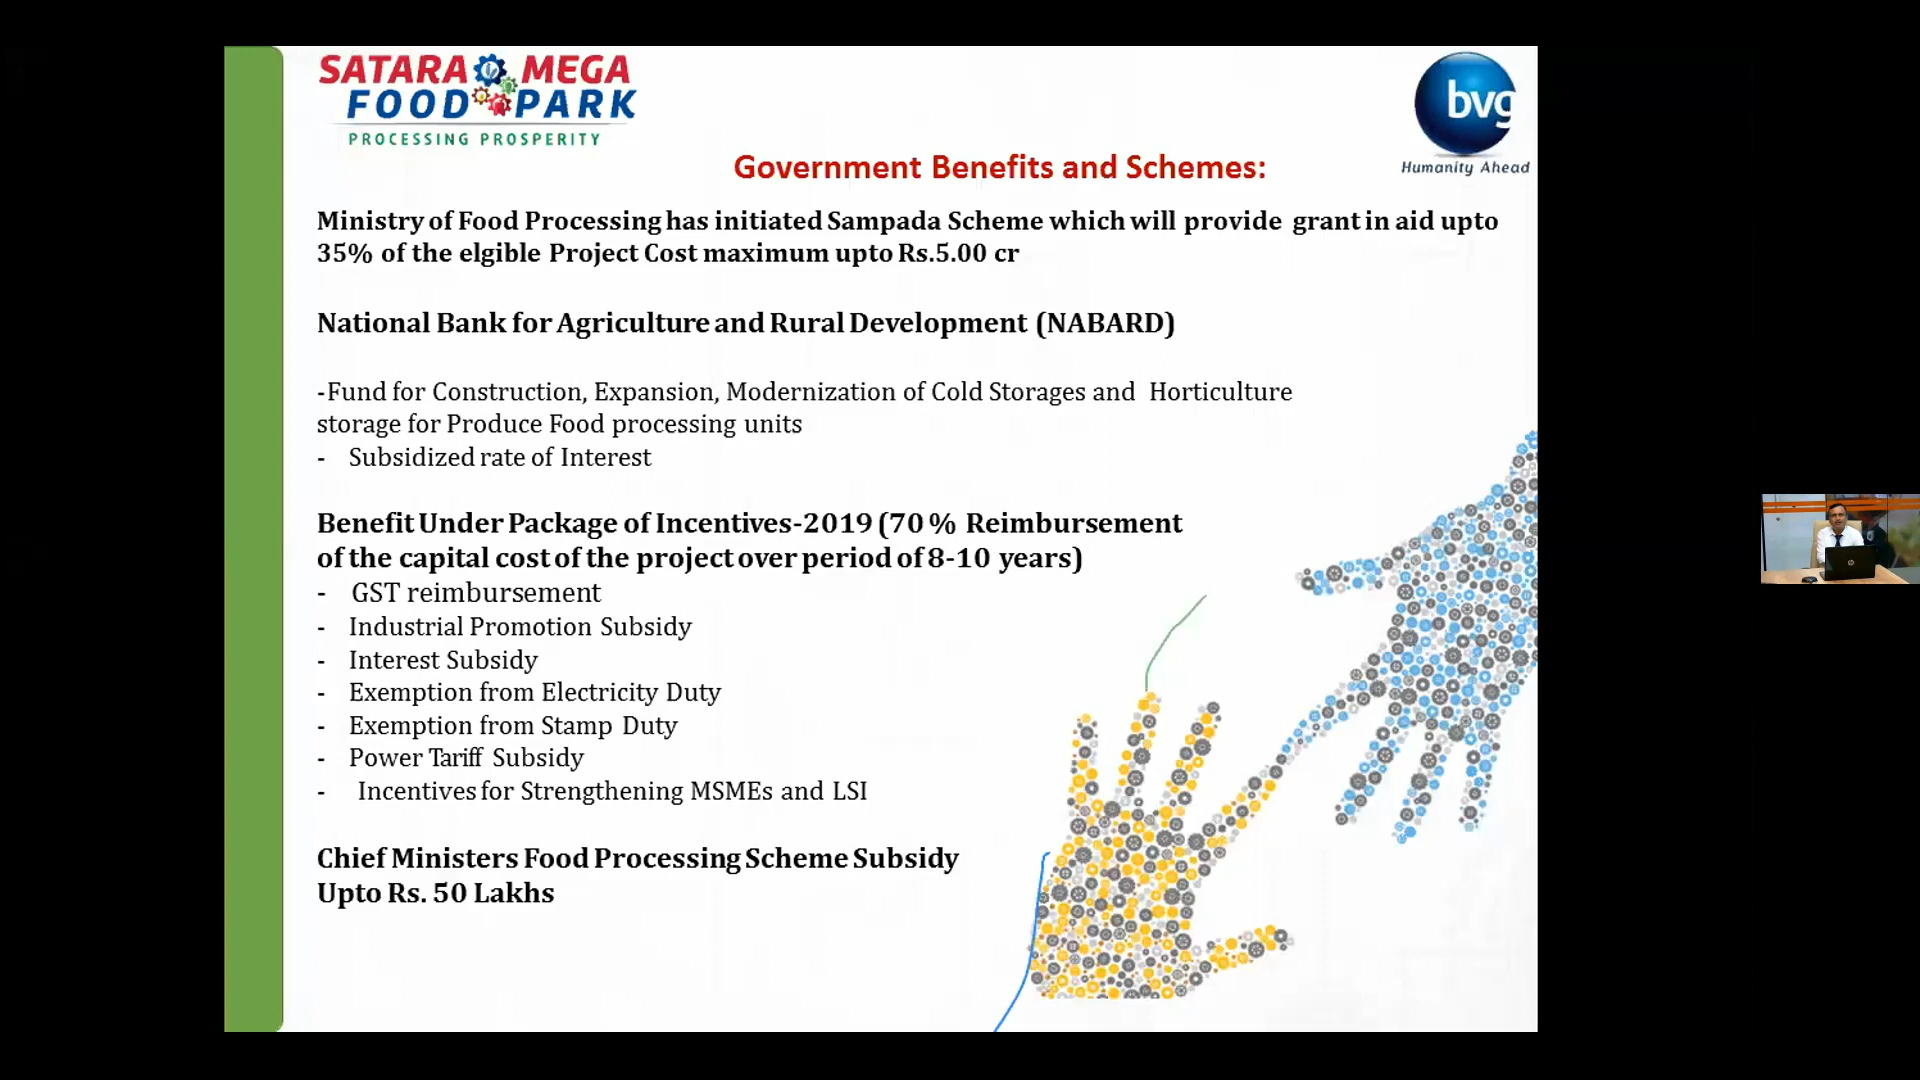 SATARA MEGA
FOOD PARK
PROCESSING PROSPERITY
bvg
Humanity Ahead
Government Benefits and Schemes:
Ministry of Food Processing has initiated Sampada Scheme which will provide grant in aid upto
35% of the elgible Project Cost maximum upto Rs.5.00 cr
National Bank for Agriculture and Rural Development (NABARD)
-Fund for Construction, Expansion, Modernization of Cold Storages and Horticulture
storage for Produce Food processing units
- Subsidized rate of Interest
Benefit Under Package of Incentives-2019 (70 % Reimbursement
of the capital cost of the project over period of 8-10 years)
- GST reimbursement
- Industrial Promotion Subsidy
- Interest Subsidy
- Exemption from Electricity Duty
- Exemption from Stamp Duty
- Power Tariff Subsidy
- Incentives for Strengthening MSMEs and LSI
Chief Ministers Food Processing Scheme Subsidy
Upto Rs. 50 Lakhs